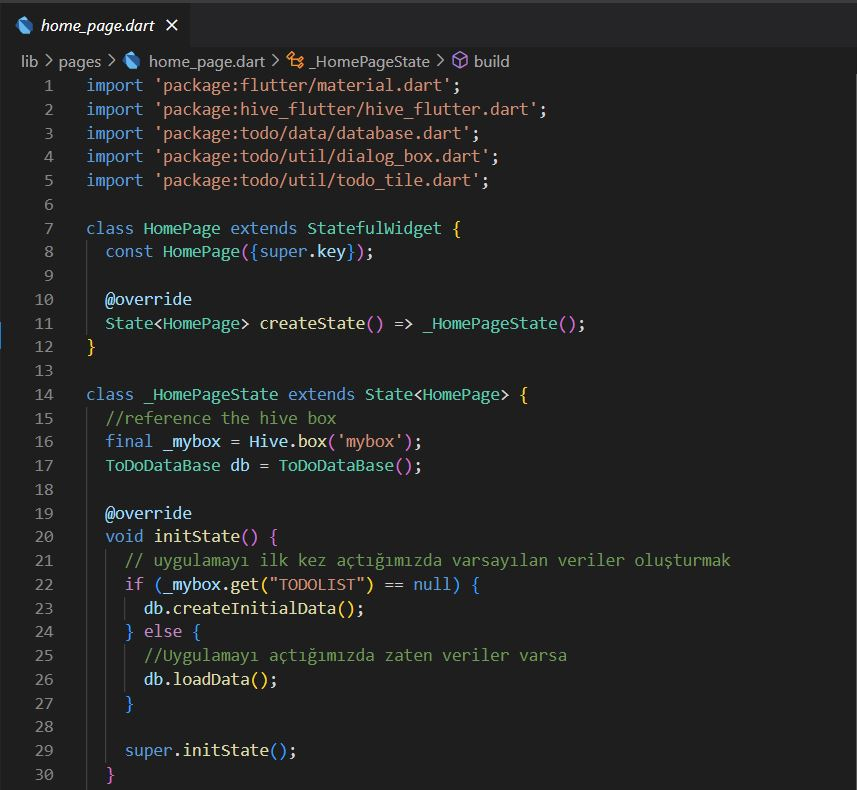 home_page.dart
lib > pages > home_page.dart > _HomePageState > build
1 import 'package:flutter/material.dart';
2 import 'package:hive_flutter/hive_flutter.dart';
3 import 'package:todo/data/database.dart';
4 import 'package:todo/util/dialog_box.dart';
5 import 'package:todo/util/todo_tile.dart';
6
7 class HomePage extends StatefulWidget {
8 const HomePage({super.key});
9
10 @override
11 State<HomePage> createState() => _HomePageState();
12 }
13
14 class _HomePageState extends State<HomePage> {
15 //reference the hive box
16 final _mybox = Hive.box('mybox');
17 ToDoDataBase db = ToDoDataBase();
18
19 @override
20 void initState() {
21 // uygulamayı ilk kez açtığımızda varsayılan veriler oluşturmak
22 if (_mybox.get("TODOLIST") == null) {
23 db.createInitialData();
24 } else {
25 //Uygulamayı açtığımızda zaten veriler varsa
26 db.loadData();
27 }
28
29 super.initState();
30 }